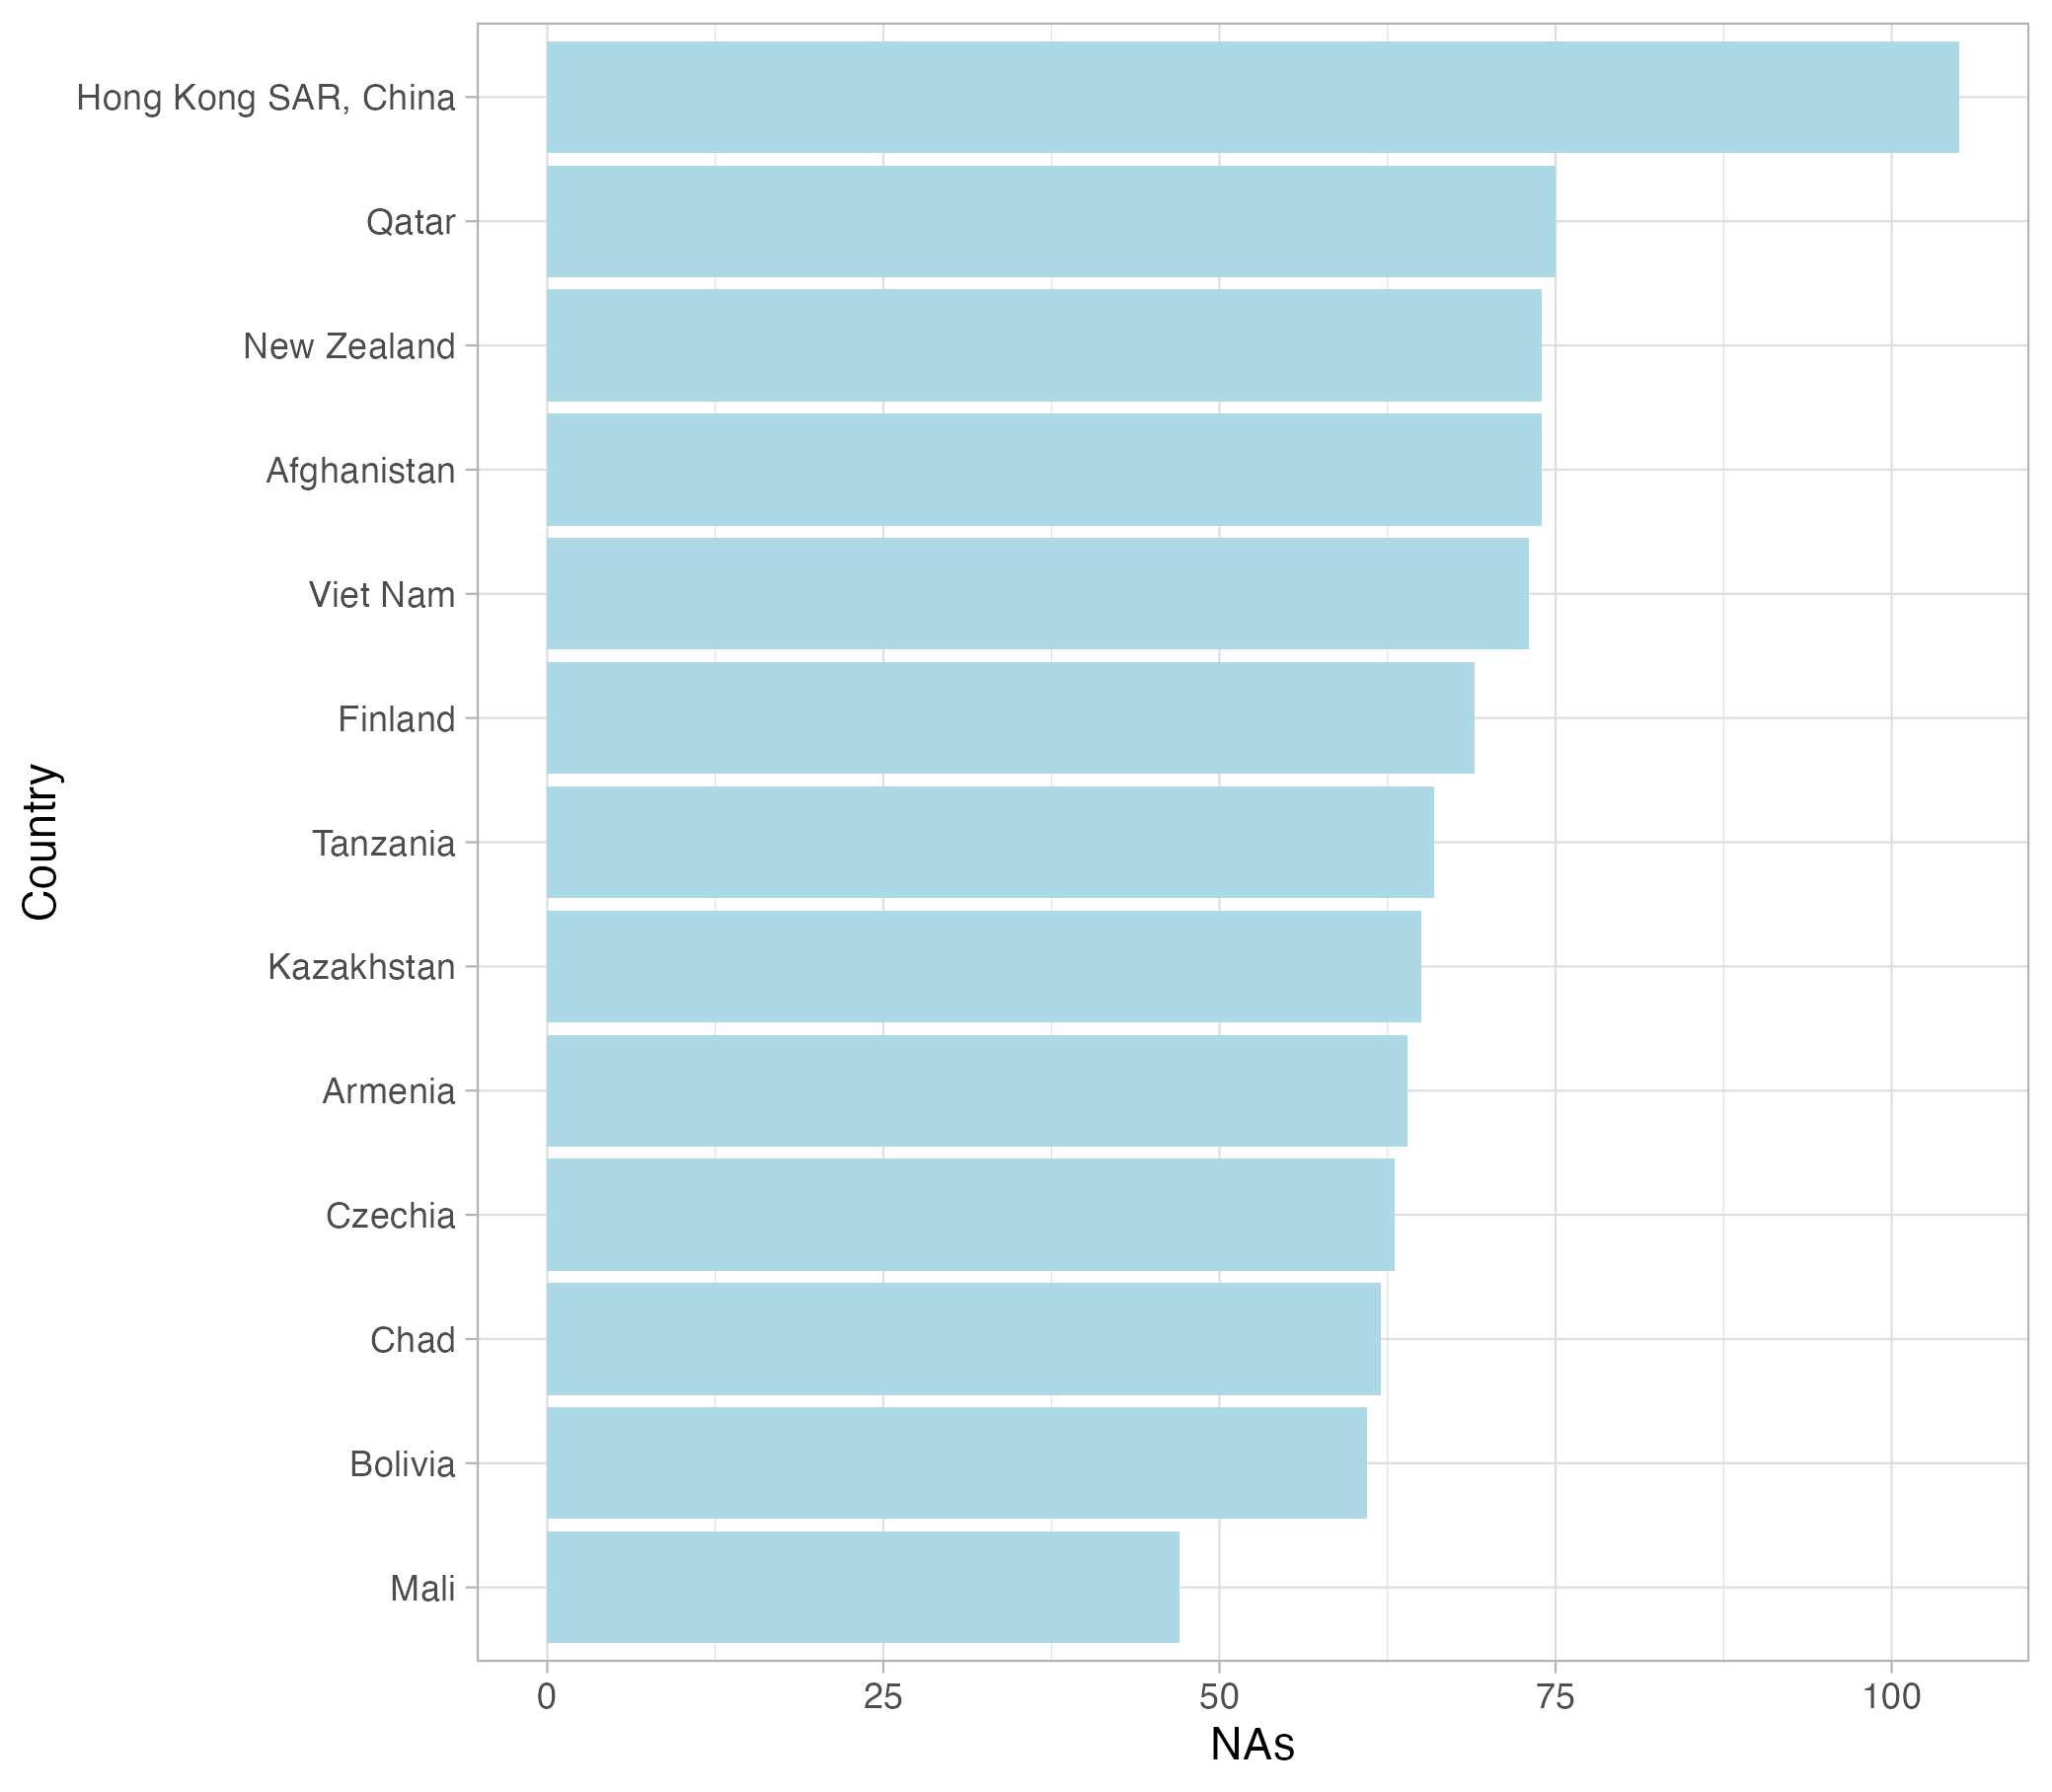 Hong Kong SAR, China
Qatar
New Zealand
Afghanistan
Viet Nam
Finland
Tanzania
Kazakhstan
Armenia
Czechia
Chad
Bolivia
Mali
Country
0 25 50 75 100
NAs